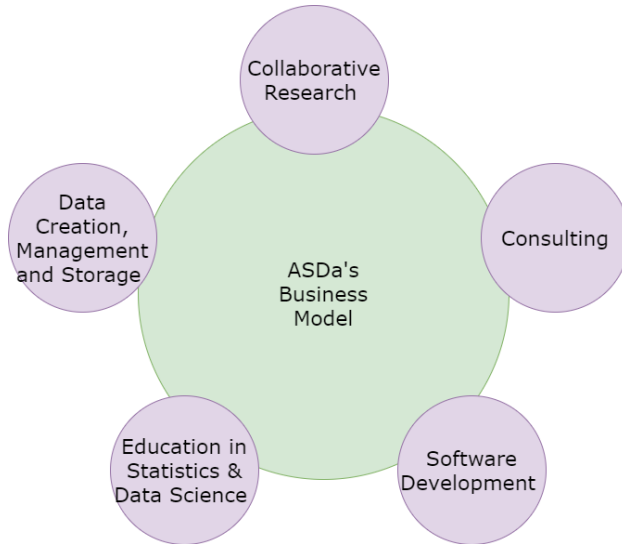 Collaborative
Research
Data
Creation,
Management
and Storage
Consulting
ASDa's
Business
Model
Education in
Statistics &
Data Science
Software
Development